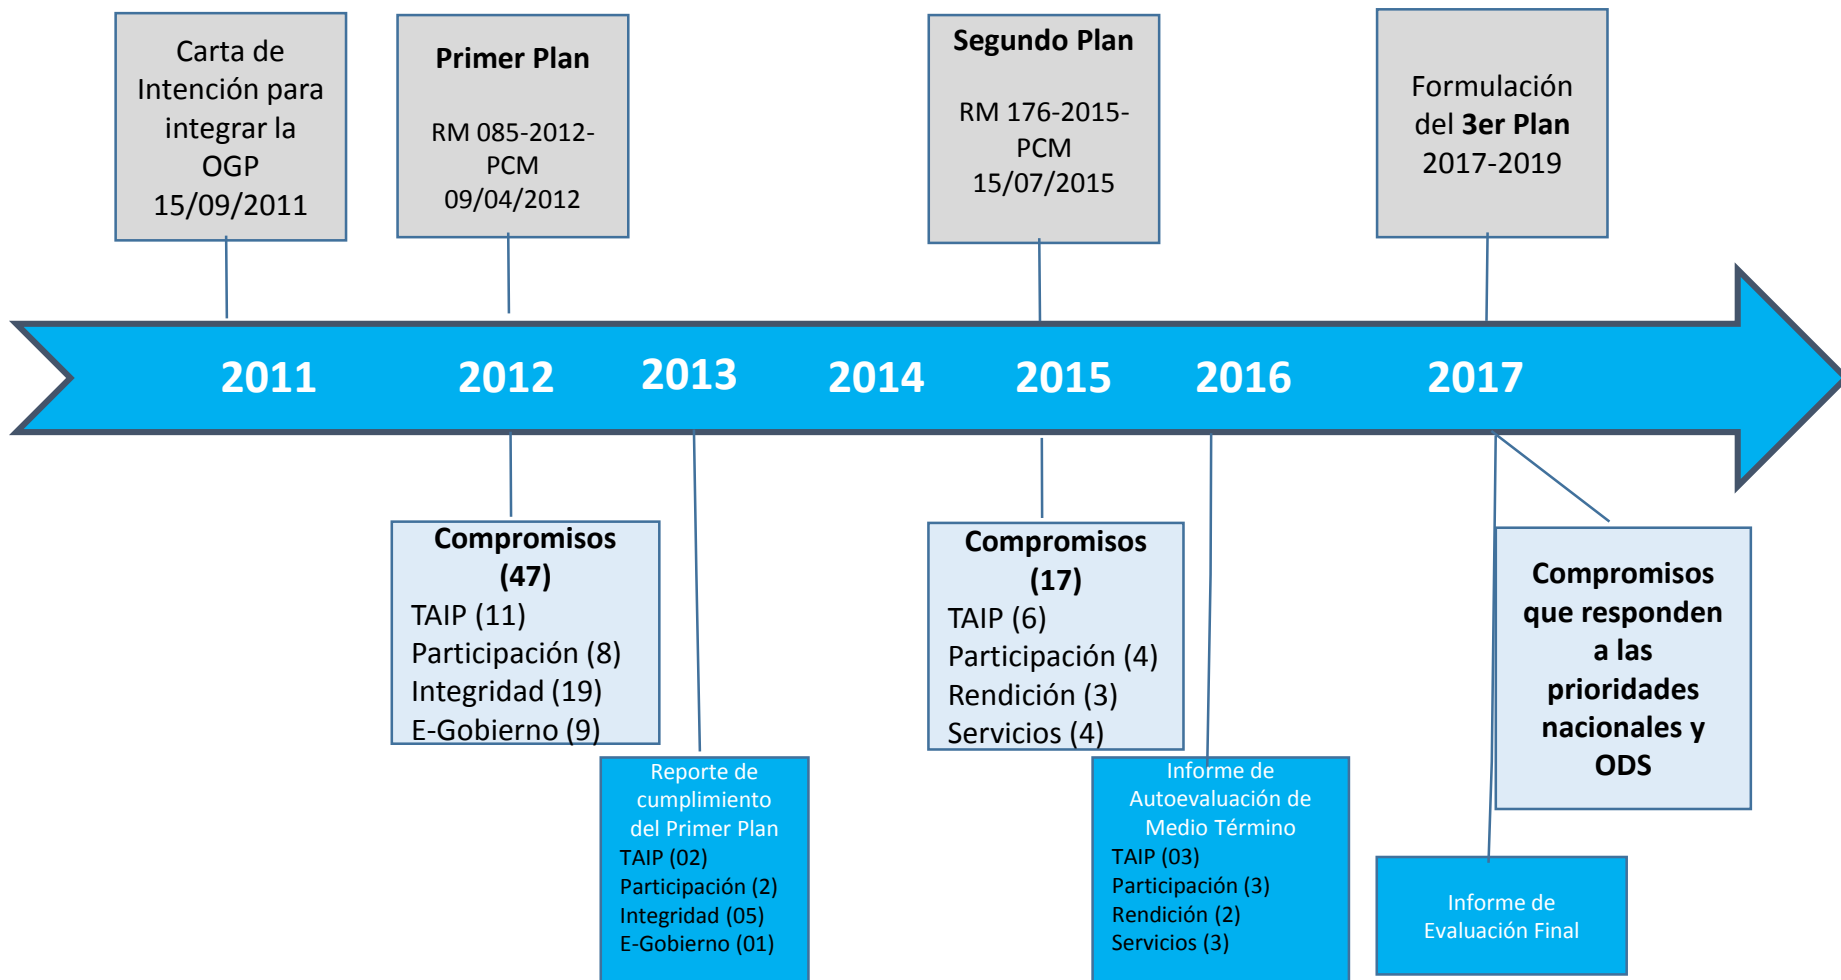 Carta de
Intención para
integrar la
OGP
15/09/2011
Primer Plan
RM 085-2012-
PCM
09/04/2012
Segundo Plan
RM 176-2015-
PCM
15/07/2015
Formulación
del 3er Plan
2017-2019
2011
2012
2013
2014
2015
2016
2017
Compromisos
(47)
TAIP (11)
Participación (8)
Integridad (19)
E-Gobierno (9)
Compromisos
(17)
TAIP (6)
Participación (4)
Rendición (3)
Servicios (4)
Compromisos
que responden
a las
prioridades
nacionales y
ODS
Reporte de
cumplimiento
del Primer Plan
TAIP (02)
Participación (2)
Integridad (05)
E-Gobierno (01)
Informe de
Autoevaluación de
Medio Término
TAIP (03)
Participación (3)
Rendición (2)
Servicios (3)
Informe de
Evaluación Final